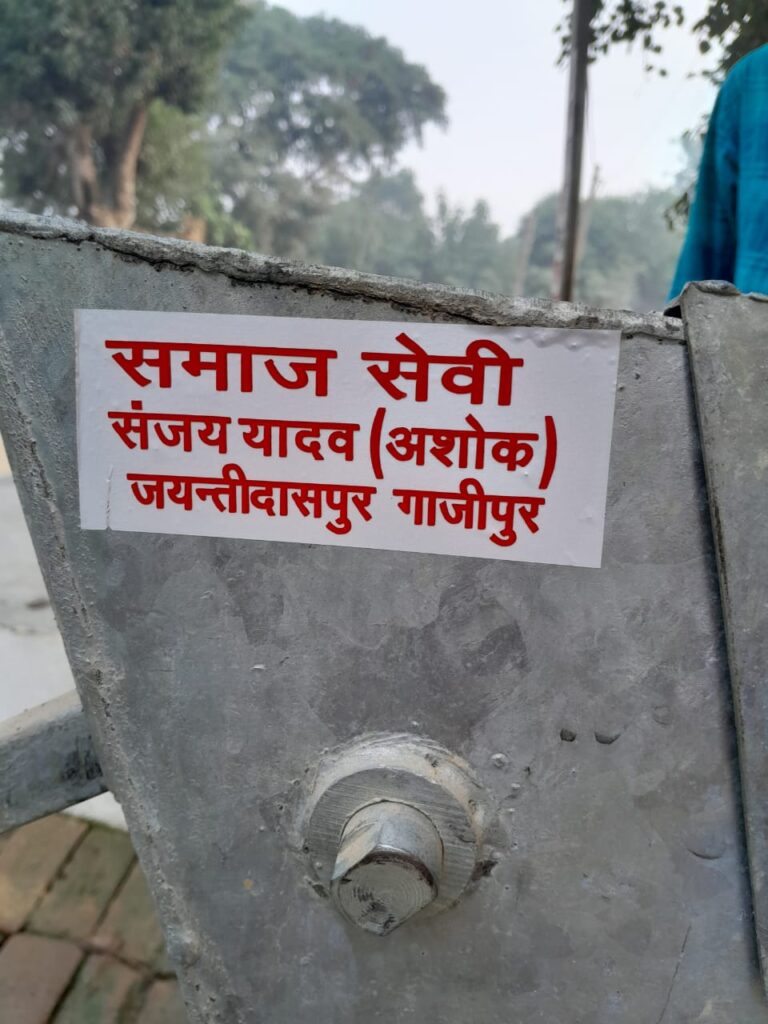 समाज सेवी
संजय यादव (अशोक)
जयन्तीदासपुर गाजीपुर